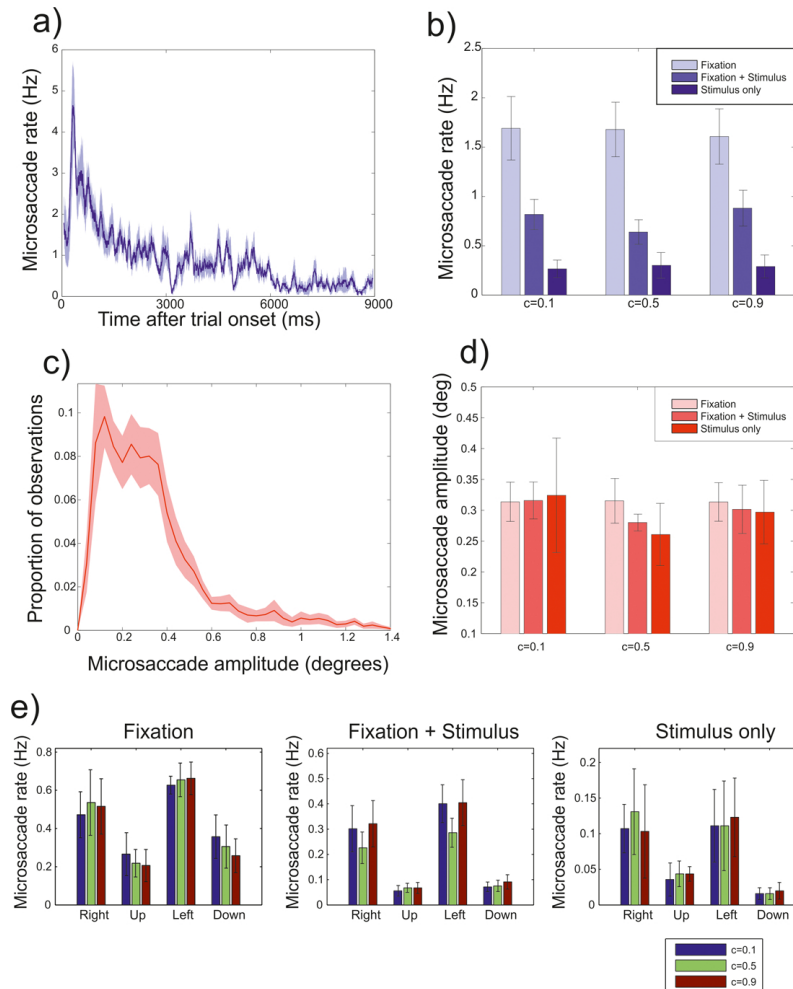 a)
6
5
4
3
2
1
0
Microsaccade rate (Hz)
0 3000 6000 9000
Time after trial onset (ms)
b)
2.5
2
1.5
1
0.5
0
Microsaccade rate (Hz)
Fixation
Fixation + Stimulus
Stimulus only
c=0.1 c=0.5 c=0.9
c)
0.1
0.08
0.06
0.04
0.02
0
Proportion of observations
0 0.2 0.4 0.6 0.8 1 1.2 1.4
Microsaccade amplitude (degrees)
d)
0.5
0.45
0.4
0.35
0.3
0.25
0.2
0.15
0.1
Microsaccade amplitude (deg)
Fixation
Fixation + Stimulus
Stimulus only
c=0.1 c=0.5 c=0.9
e)
Fixation
0.8
0.6
0.4
0.2
0
Microsaccade rate (Hz)
Right Up Left Down
Fixation + Stimulus
0.6
0.5
0.4
0.3
0.2
0.1
0
Microsaccade rate (Hz)
Right Up Left Down
Stimulus only
0.2
0.15
0.1
0.05
0
Microsaccade rate (Hz)
Right Up Left Down
c=0.1
c=0.5
c=0.9